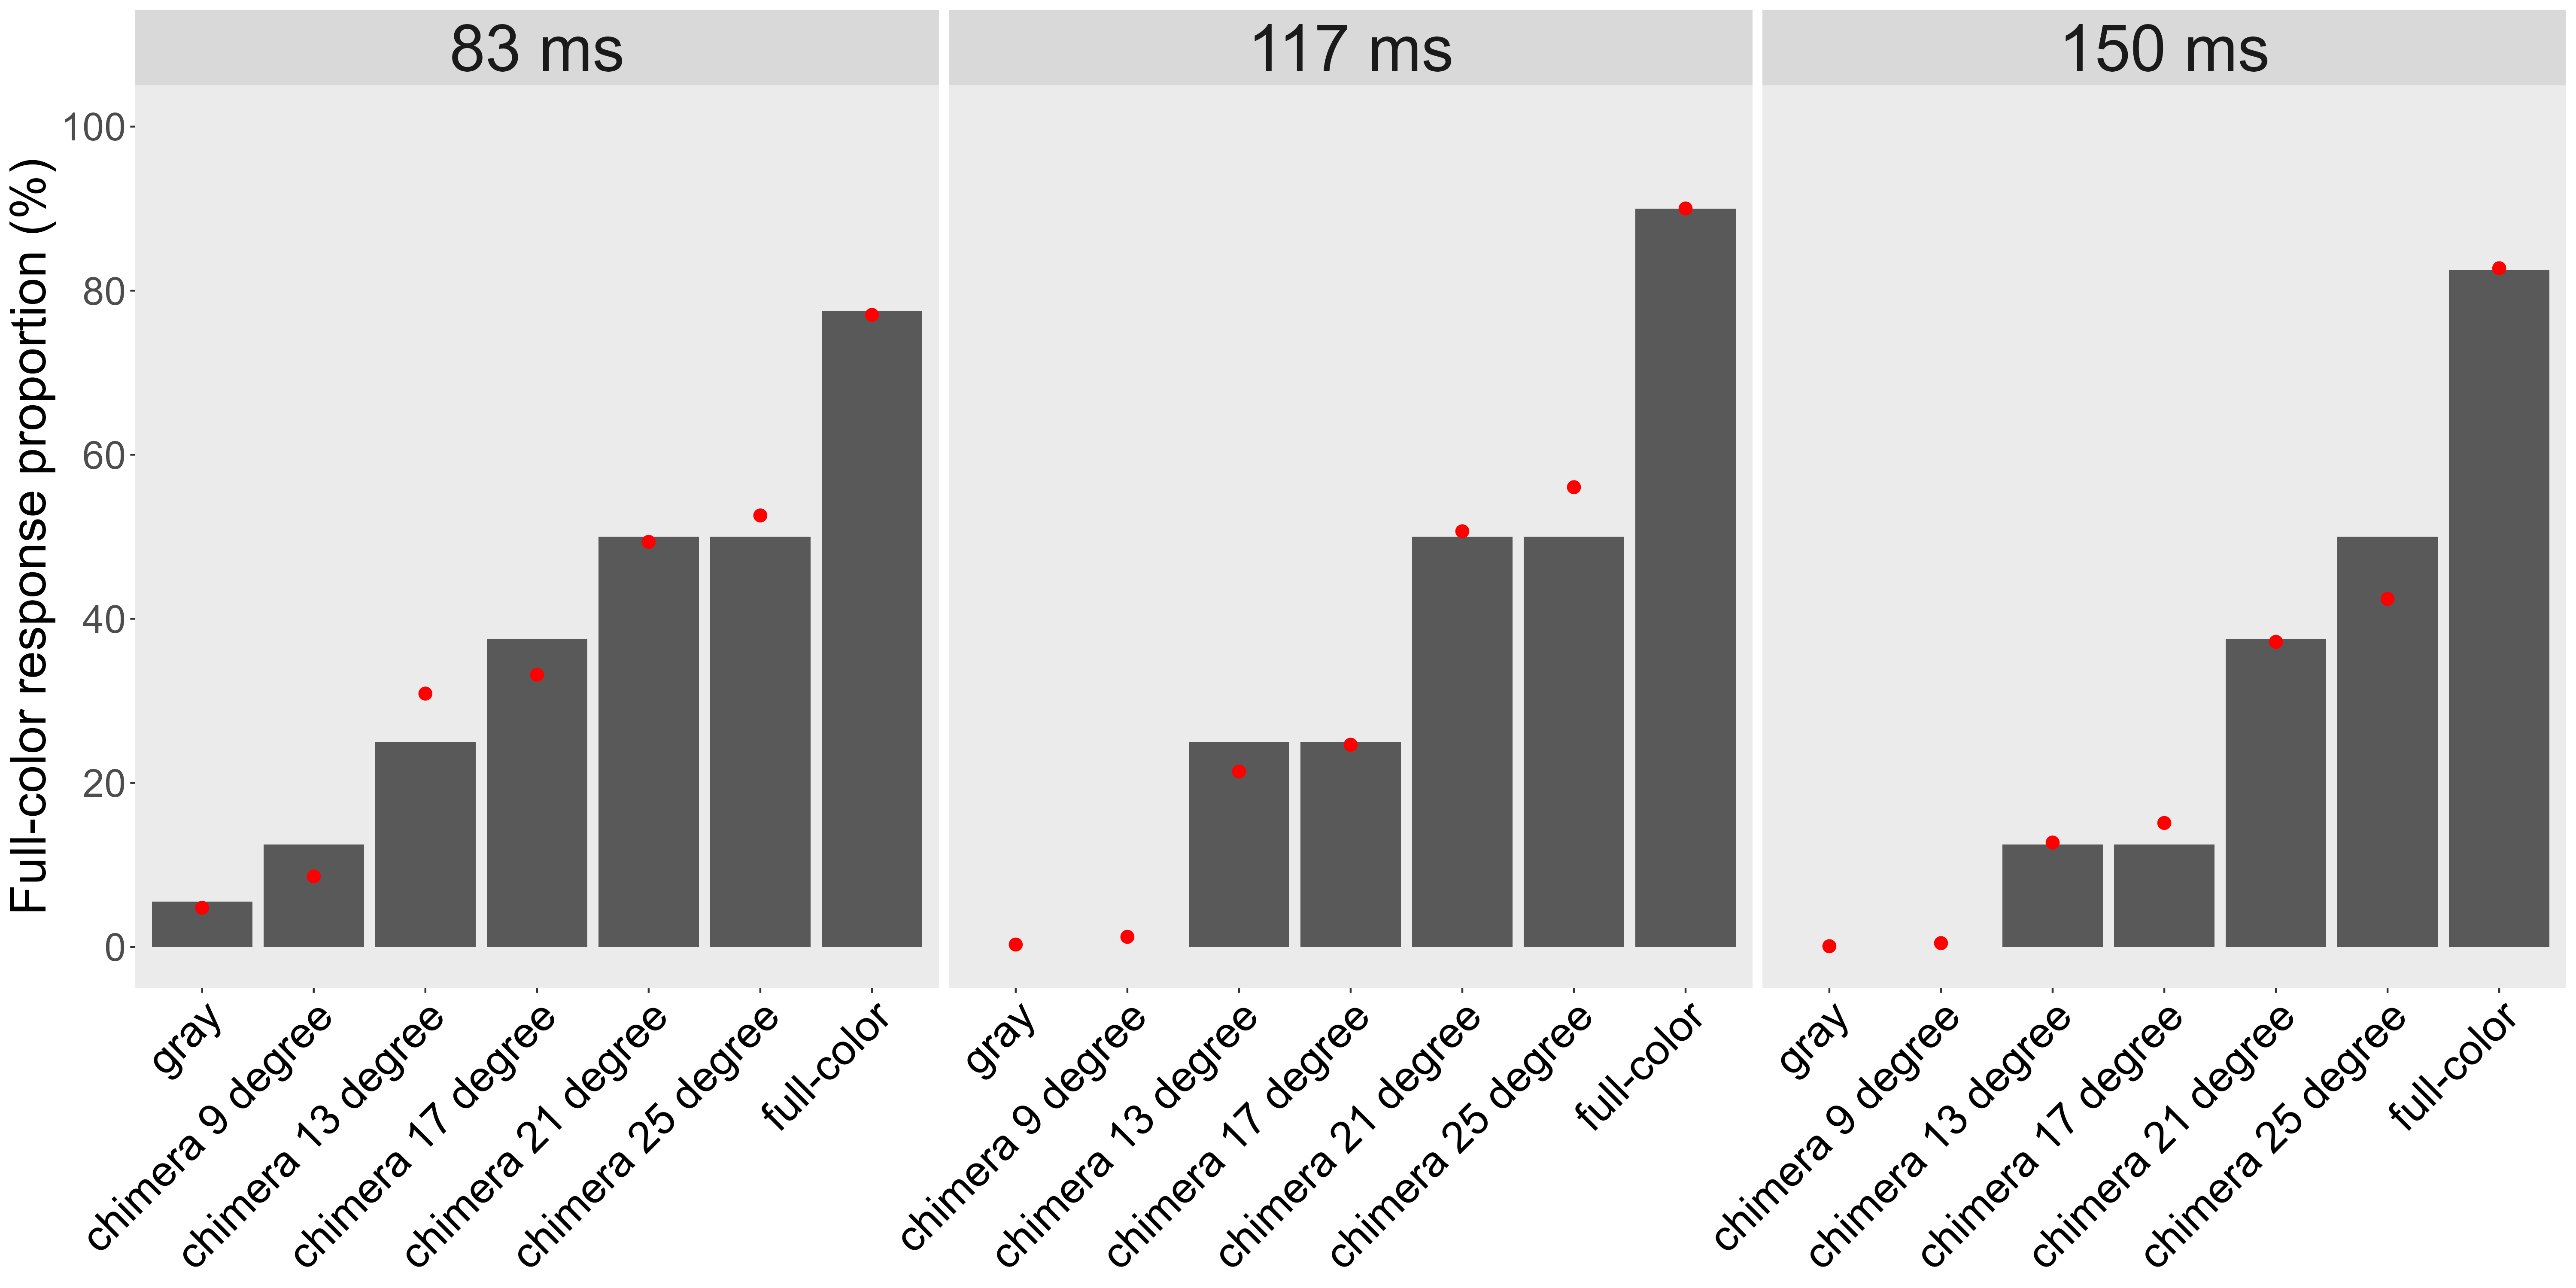 83 ms
117 ms
150 ms
Full-color response proportion (%)
100
80
60
40
20
0
gray
chimera 9 degree
chimera 13 degree
chimera 17 degree
chimera 21 degree
chimera 25 degree
full-color
gray
chimera 9 degree
chimera 13 degree
chimera 17 degree
chimera 21 degree
chimera 25 degree
full-color
gray
chimera 9 degree
chimera 13 degree
chimera 17 degree
chimera 21 degree
chimera 25 degree
full-color